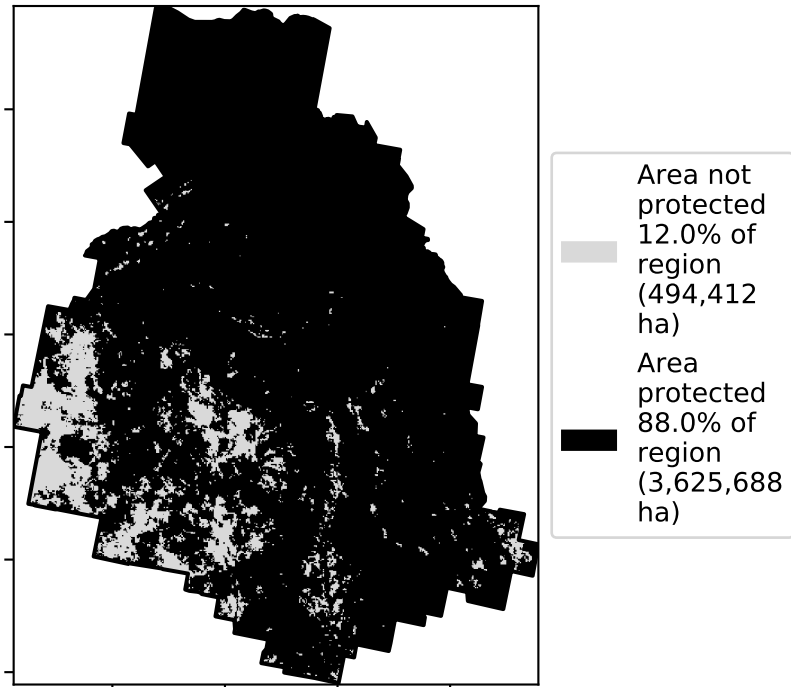 Area not
protected
12.0% of
region
(494,412
ha)
Area
protected
88.0% of
region
(3,625,688
ha)